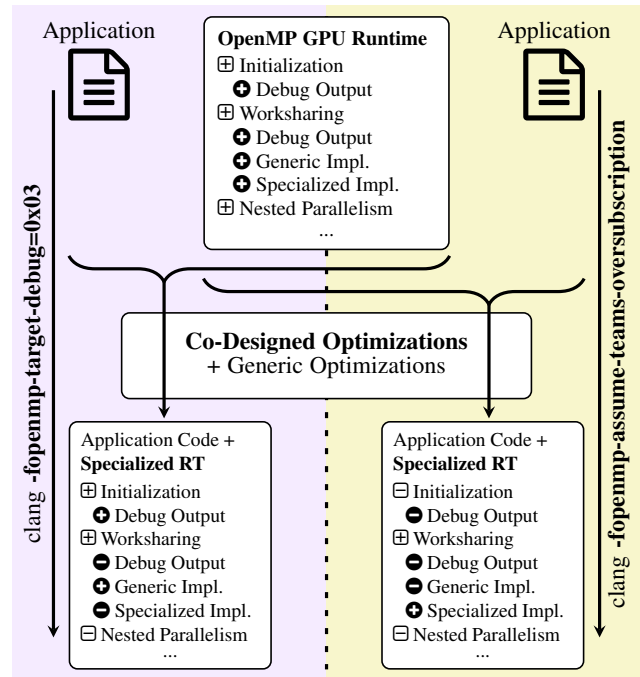 Application
OpenMP GPU Runtime
Application
⊞ Initialization
⊕ Debug Output
⊞ Worksharing
⊕ Debug Output
⊕ Generic Impl.
⊕ Specialized Impl.
⊞ Nested Parallelism
...
clang -fopenmp-target-debug=0x03
clang -fopenmp-assume-teams-oversubscription
Co-Designed Optimizations
+ Generic Optimizations
Application Code +
Specialized RT
⊞ Initialization
⊕ Debug Output
⊞ Worksharing
⊖ Debug Output
⊕ Generic Impl.
⊖ Specialized Impl.
⊟ Nested Parallelism
...
Application Code +
Specialized RT
⊟ Initialization
⊖ Debug Output
⊞ Worksharing
⊖ Debug Output
⊖ Generic Impl.
⊕ Specialized Impl.
⊟ Nested Parallelism
...